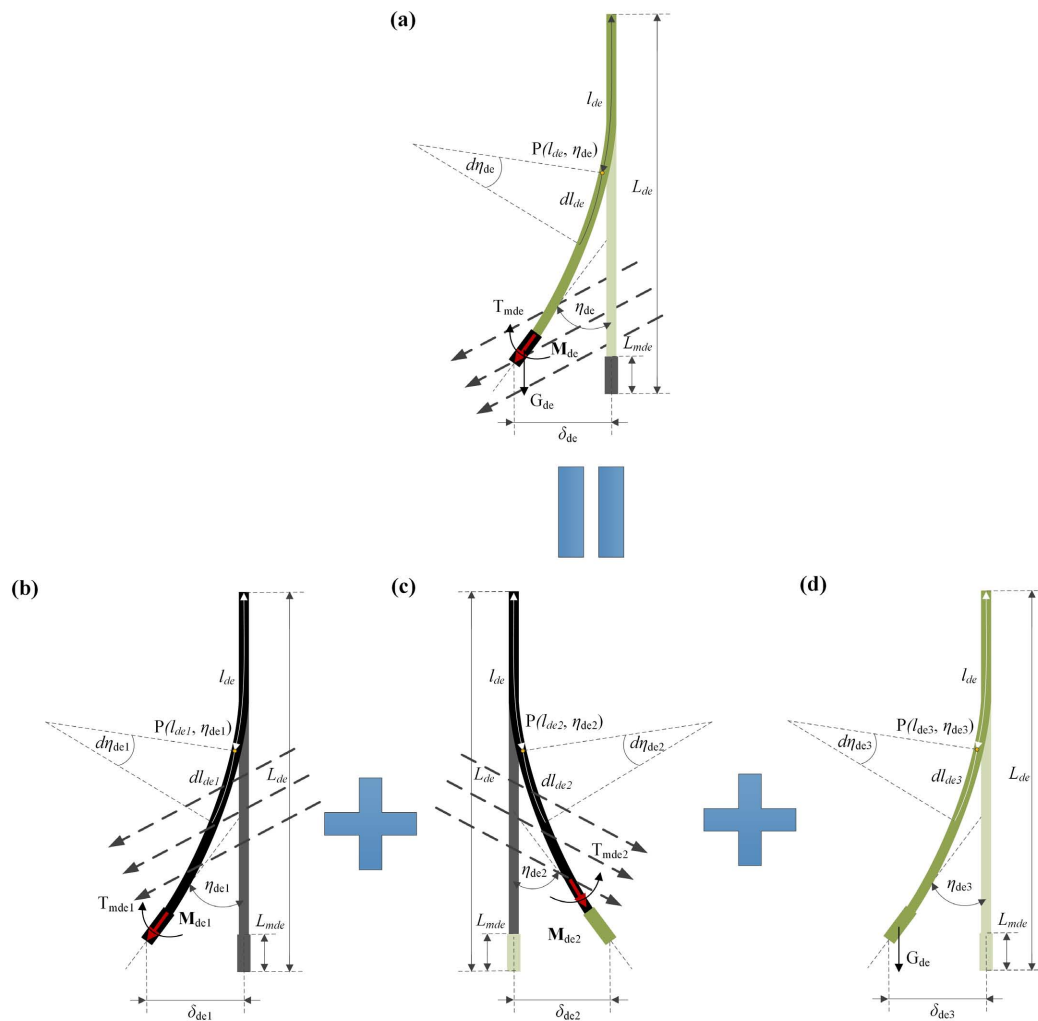 (a)
l_de
P(l_de, η_de)
dη_de
L_de
dl_de
T_mde
η_de
M_de
L_mde
G_de
δ_de
(b)
l_de
P(l_de1, η_de1)
dη_de1
dl_de1
L_de
η_de1
T_mde1
M_de1
L_mde
δ_de1
(c)
l_de
P(l_de2, η_de2)
dη_de2
L_de
dl_de2
T_mde2
η_de2
L_mde
M_de2
δ_de2
(d)
l_de
P(l_de3, η_de3)
dη_de3
L_de
dl_de3
η_de3
L_mde
G_de
δ_de3